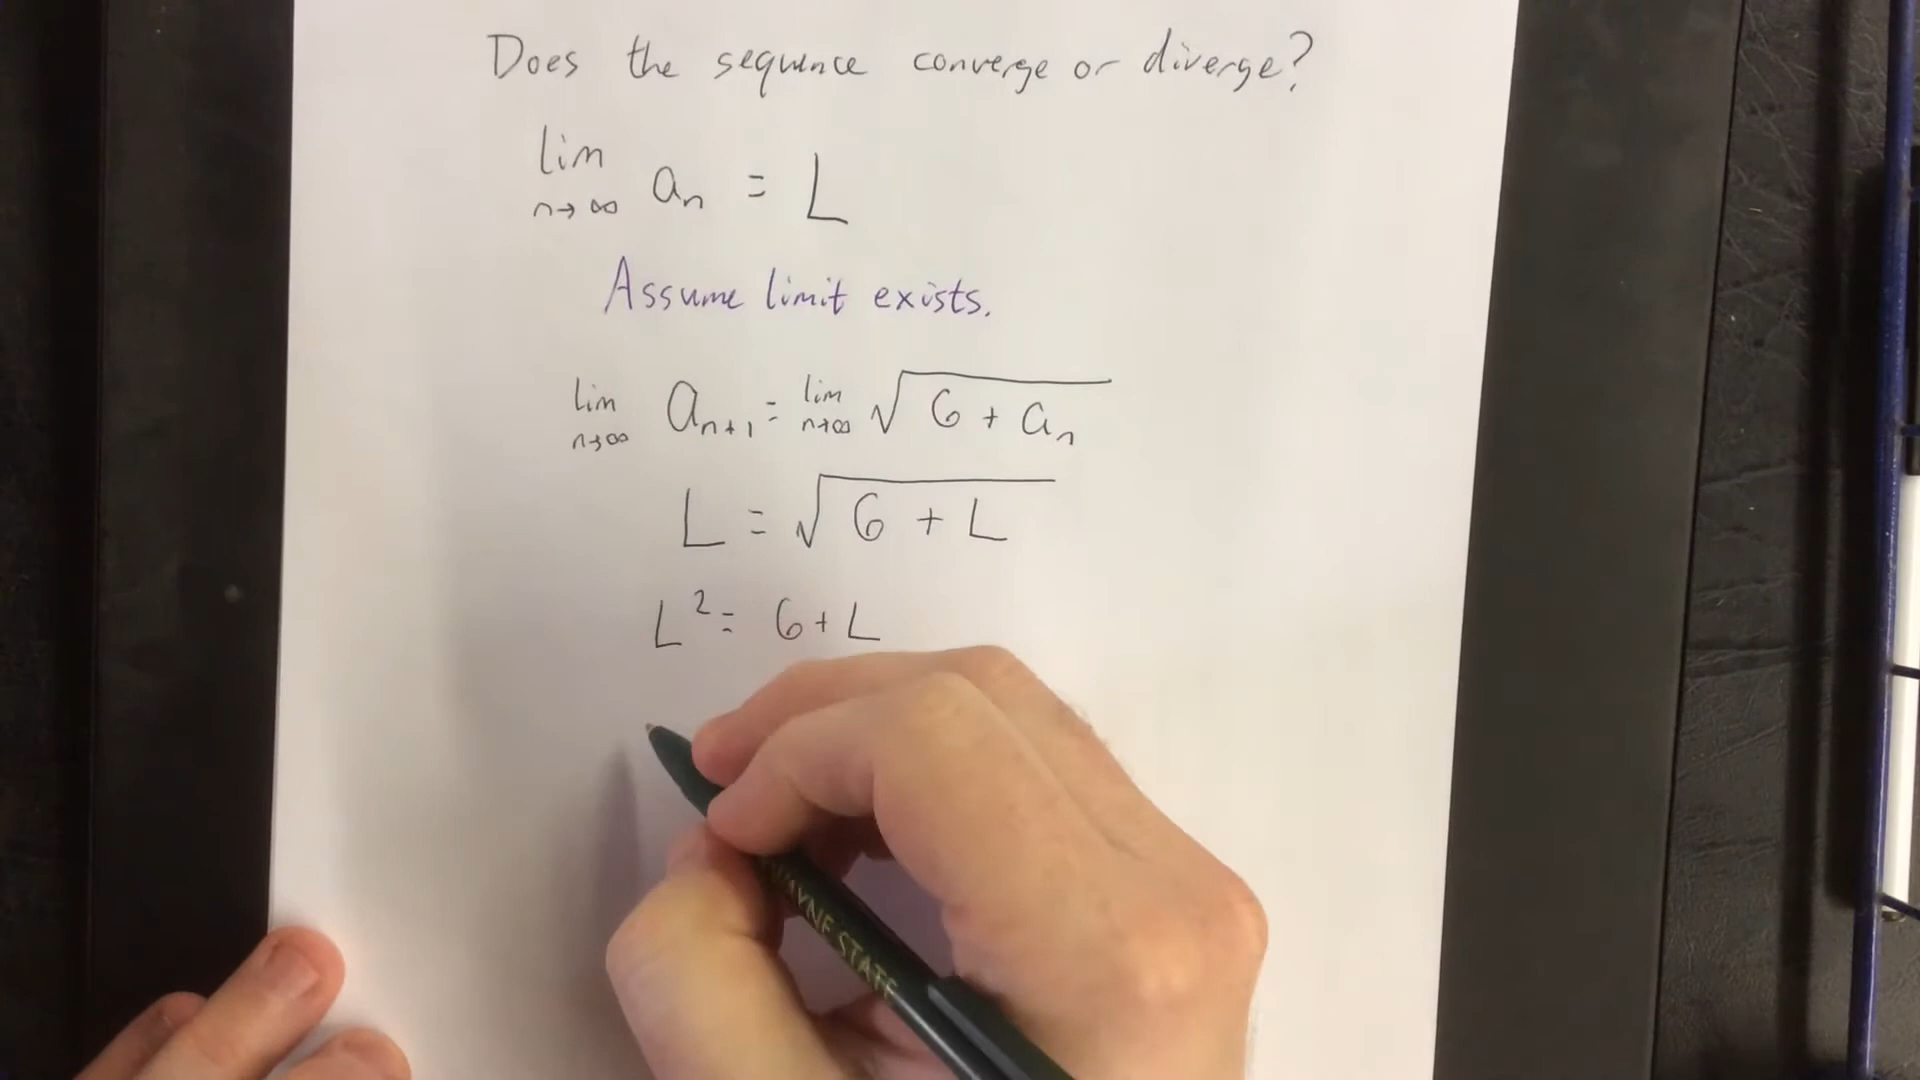 Does the sequence converge or diverge?
lim n→∞ aₙ = L
Assume limit exists.
lim n→∞ aₙ₊₁ = lim n→∞ √(6 + aₙ)
L = √(6 + L)
L² = 6 + L
WAYNE STATE